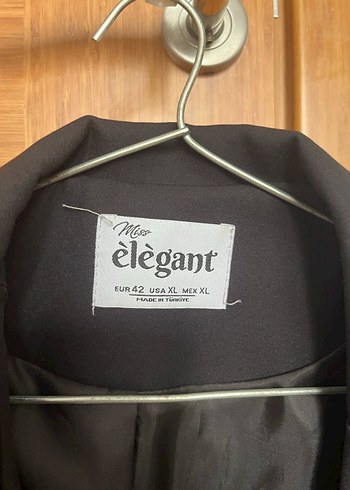 Miss
èlègant
EUR 42 USA XL MEX XL
MADE IN TÜRKİYE